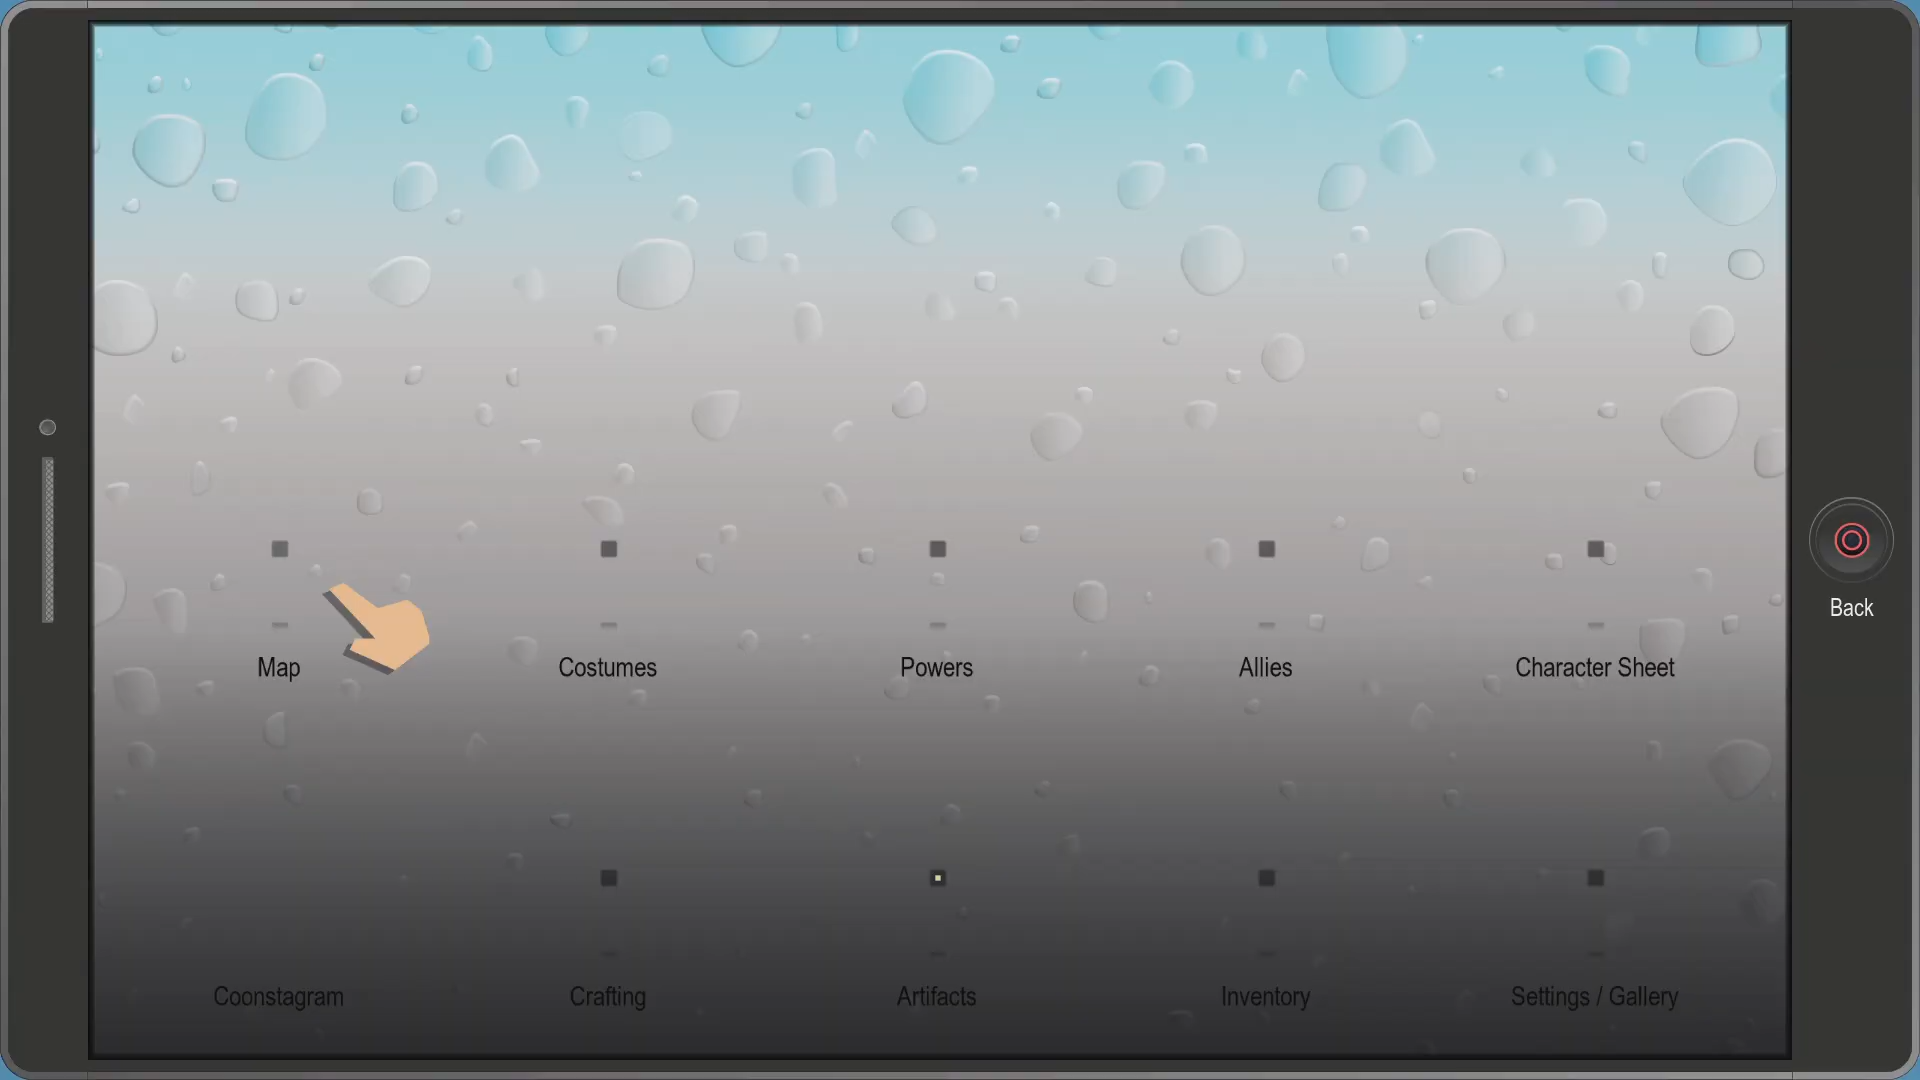 Map
Costumes
Powers
Allies
Character Sheet
Back
Coonstagram
Crafting
Artifacts
Inventory
Settings / Gallery